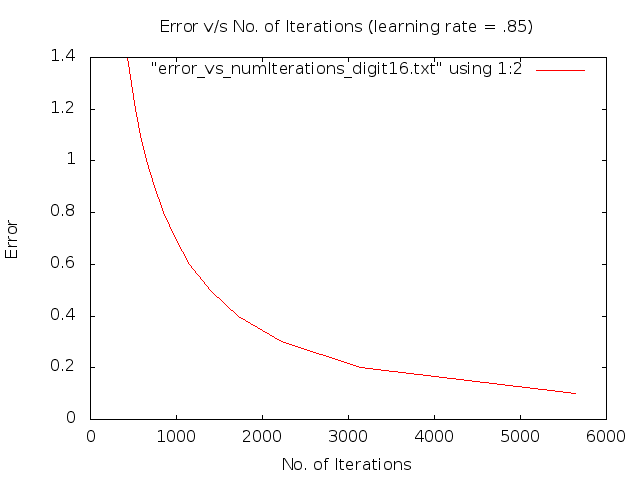 Error v/s No. of Iterations (learning rate = .85)
"error_vs_numIterations_digit16.txt" using 1:2
1.4
1.2
1
0.8
0.6
0.4
0.2
0
Error
0 1000 2000 3000 4000 5000 6000
No. of Iterations